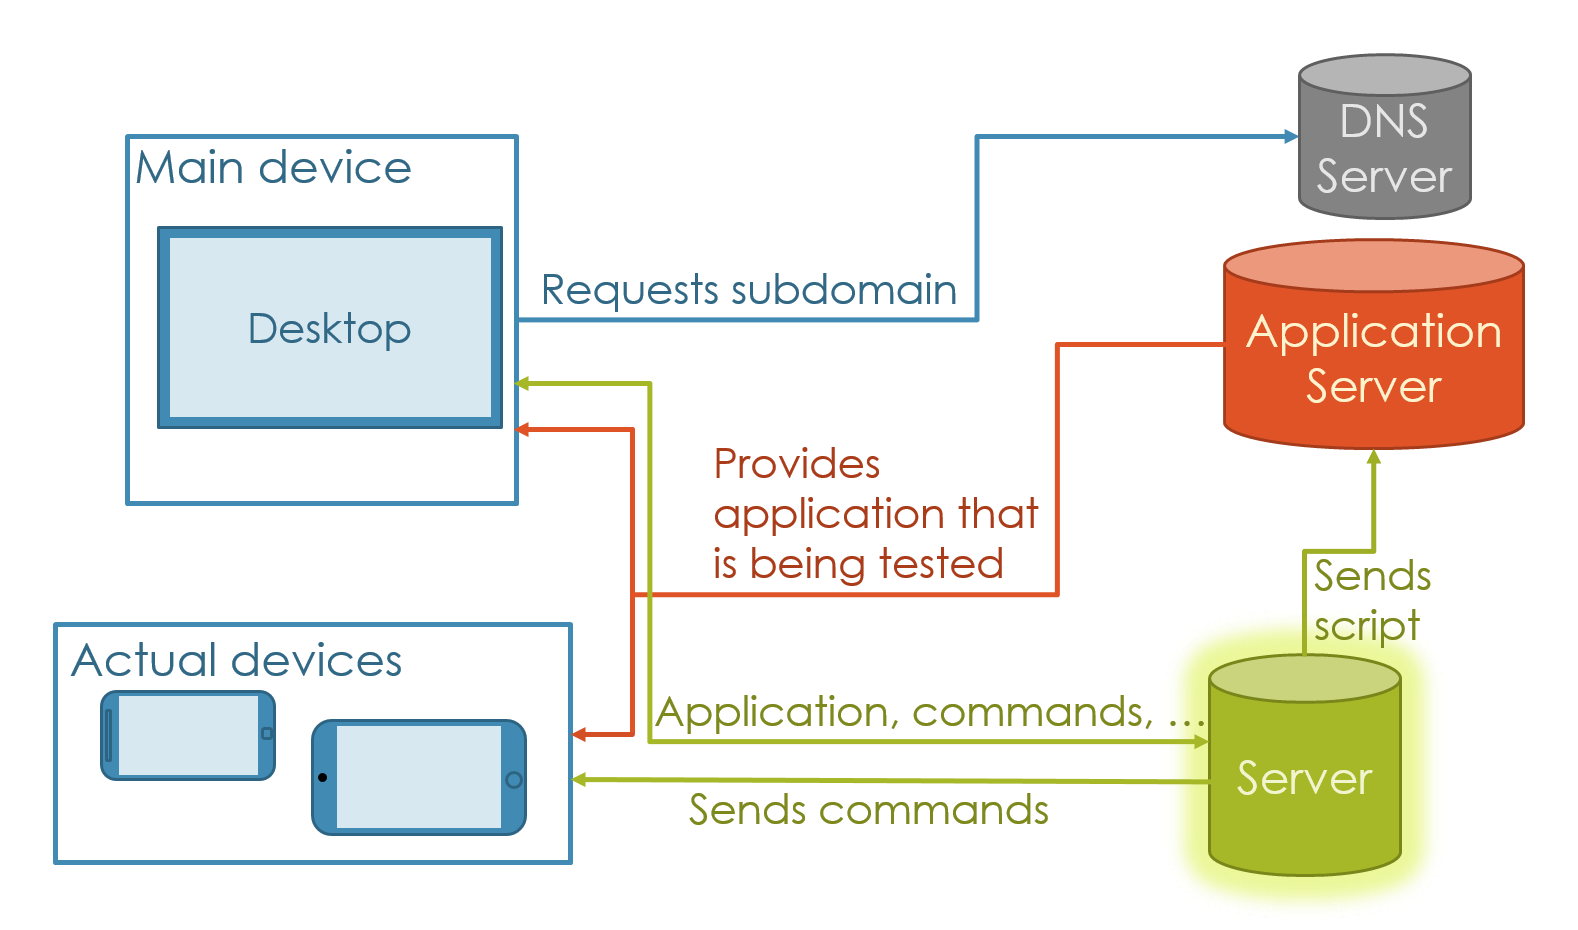 DNS
Server
Main device
Requests subdomain
Desktop
Application
Server
Provides
application that
is being tested
Sends
script
Actual devices
Application, commands, ...
Server
Sends commands